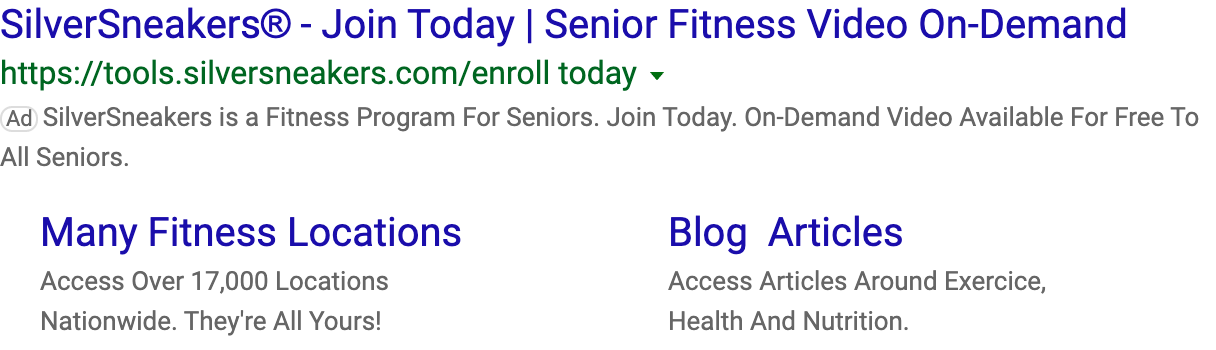 SilverSneakers® - Join Today | Senior Fitness Video On-Demand
https://tools.silversneakers.com/enroll today
Ad SilverSneakers is a Fitness Program For Seniors. Join Today. On-Demand Video Available For Free To
All Seniors.
Many Fitness Locations
Access Over 17,000 Locations
Nationwide. They're All Yours!
Blog Articles
Access Articles Around Exercice,
Health And Nutrition.